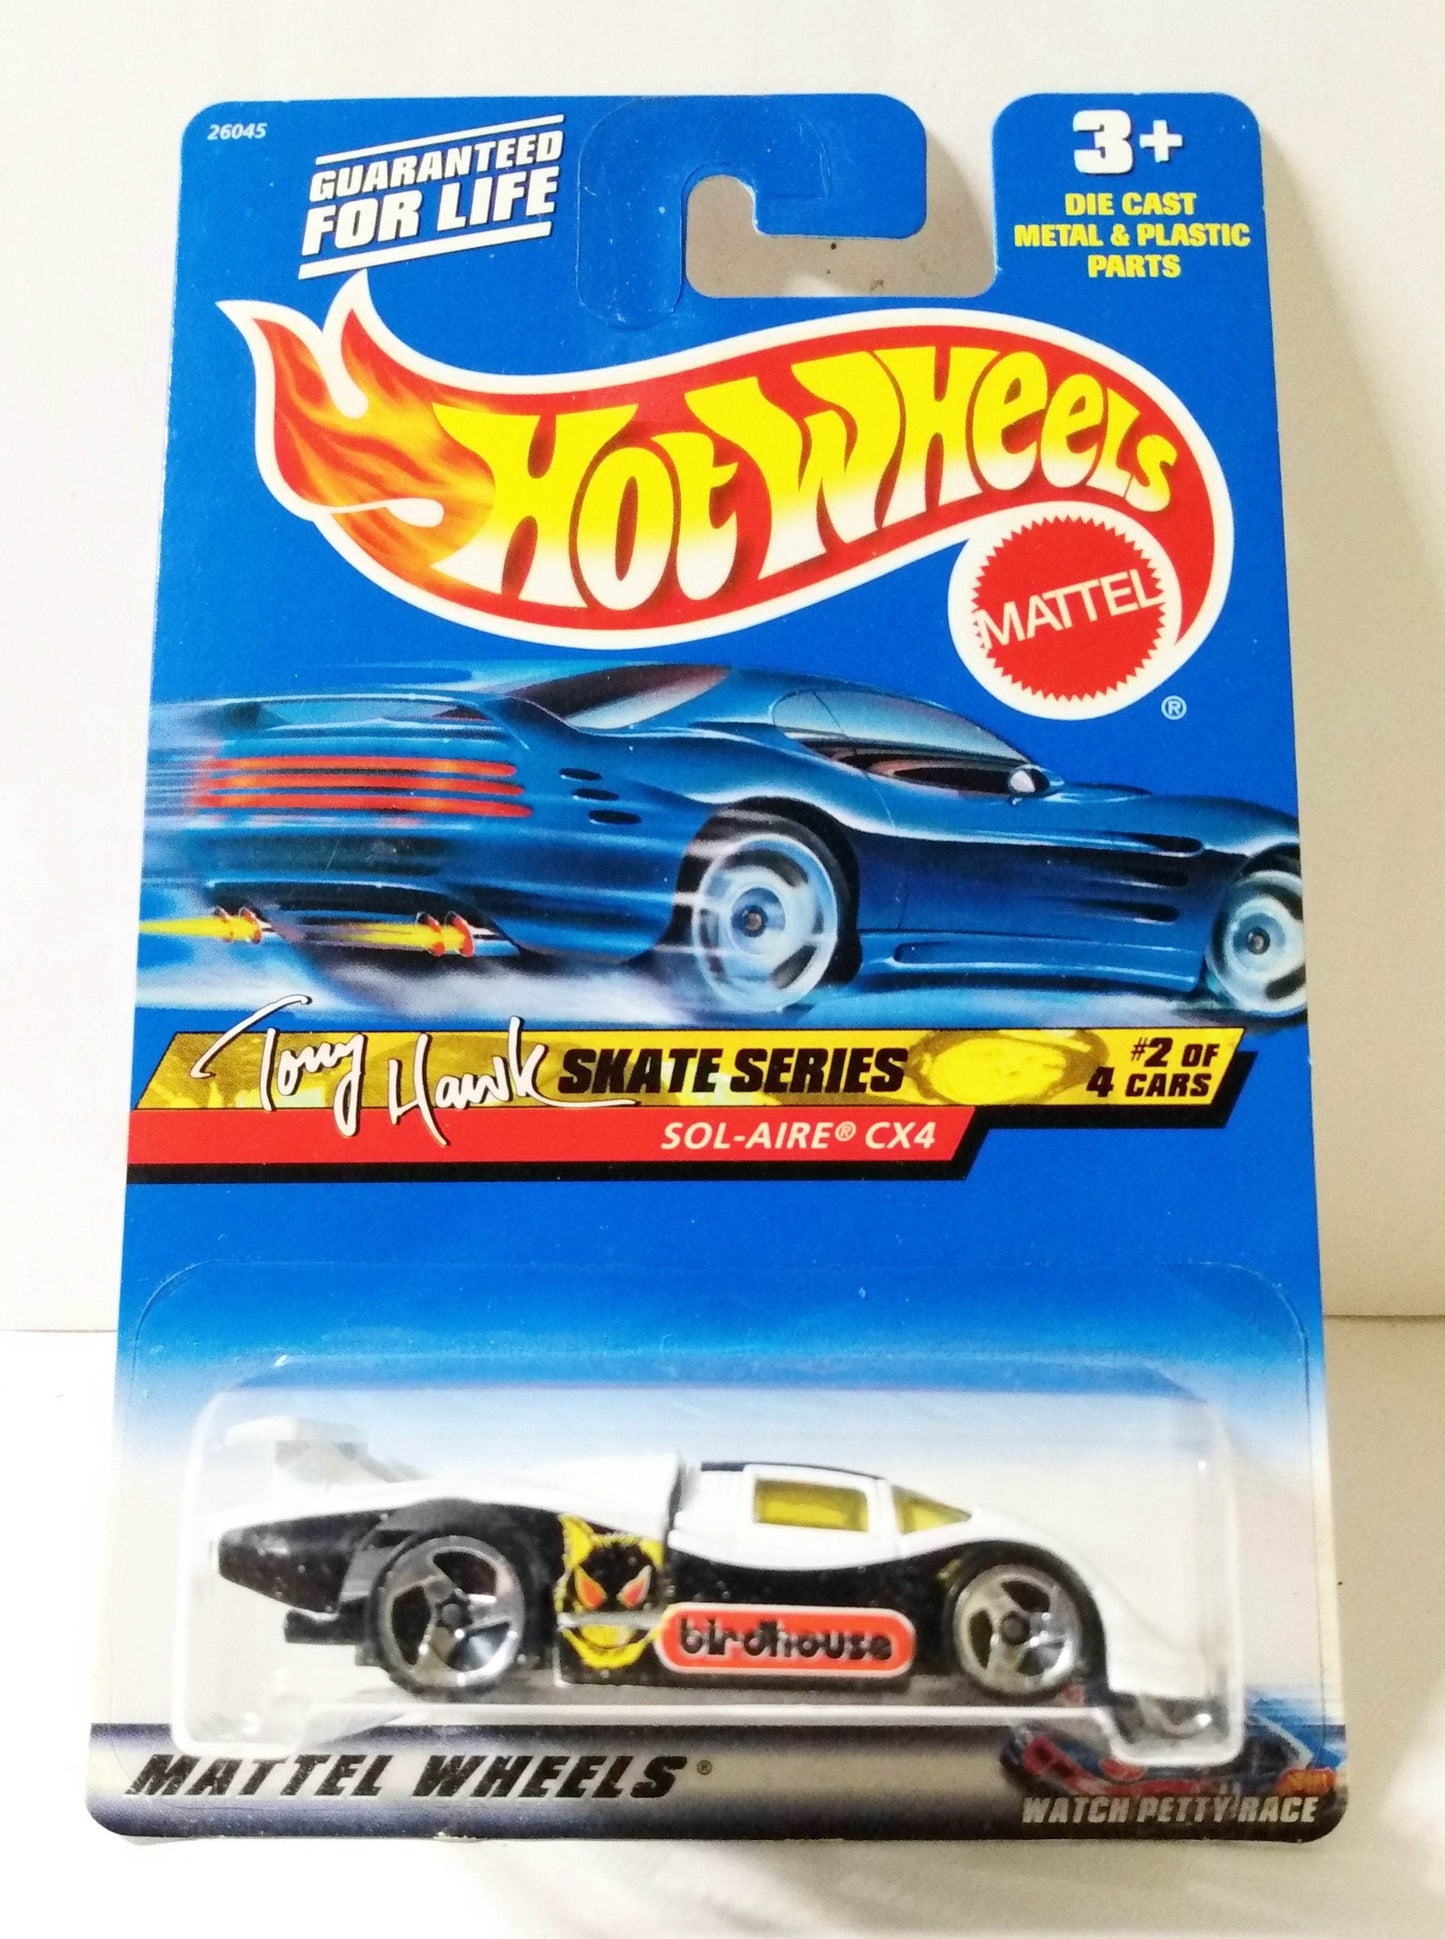 26045
GUARANTEED
FOR LIFE
3+
DIE CAST
METAL & PLASTIC
PARTS
HOT WHEELS
MATTEL
®
Tony Hawk SKATE SERIES
#2 OF
4 CARS
SOL-AIRE® CX4
birdhouse
MATTEL WHEELS®
WATCH PETTY RACE